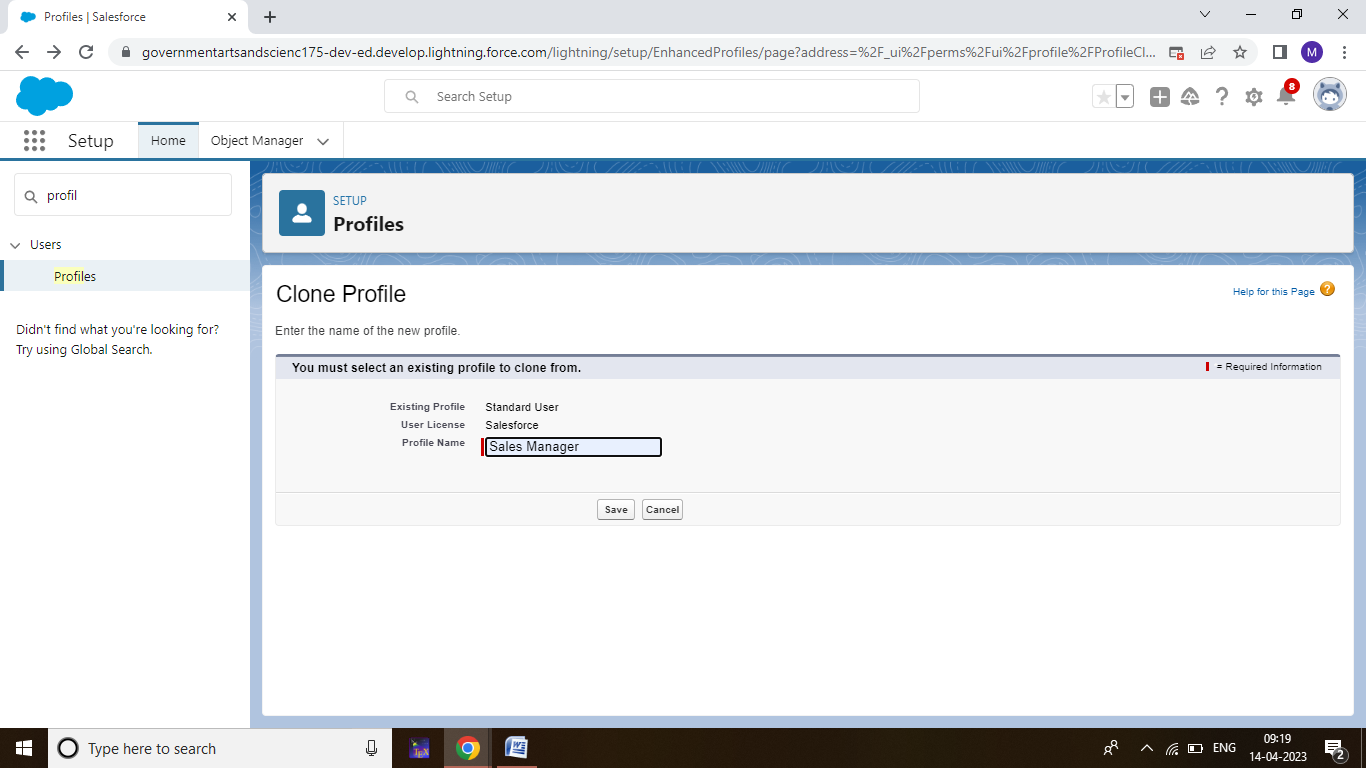 Profiles | Salesforce
governmentartsandscienc175-dev-ed.develop.lightning.force.com/lightning/setup/EnhancedProfiles/page?address=%2F_ui%2Fperms%2Fui%2Fprofile%2FProfileCl...
M
Search Setup
8
Setup
Home
Object Manager
profil
Users
Profiles
Didn't find what you're looking for?
Try using Global Search.
SETUP
Profiles
Clone Profile
Help for this Page ?
Enter the name of the new profile.
You must select an existing profile to clone from.
= Required Information
Existing Profile Standard User
User License Salesforce
Profile Name Sales Manager
Save Cancel
Type here to search
ENG
09:19
14-04-2023
2